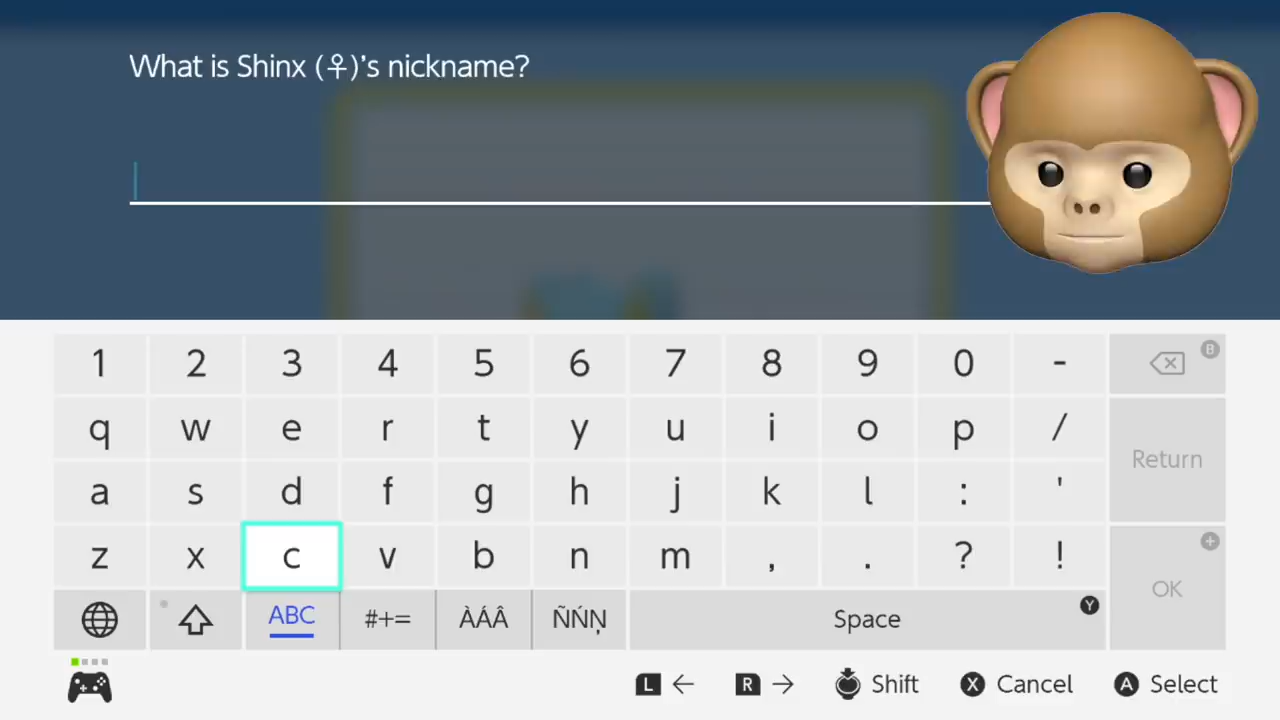 What is Shinx (♀)'s nickname?
1 2 3 4 5 6 7 8 9 0 - B
q w e r t y u i o p /
Return
a s d f g h j k l : '
z x c v b n m , . ? ! +
OK
ABC #+= ÀÁÂ ÑŃŅ Space Y
L ← R → Shift X Cancel A Select